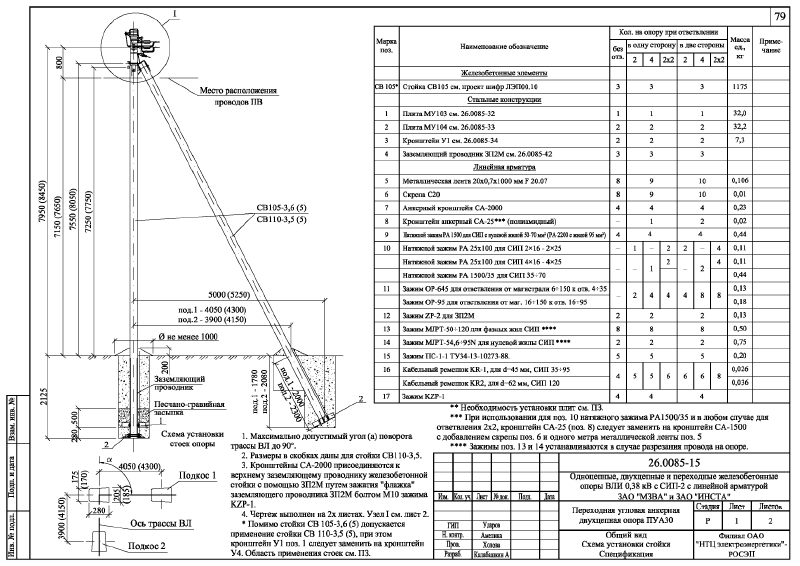 79
1
7950 (8450)
7150 (7650)
7550 (8050)
7250 (7750)
800
Место расположения
проводов ПВ
СВ105-3,6 (5)
СВ110-3,5 (5)
5000 (5250)
под.1 - 4050 (4300)
под.2 - 3900 (4150)
Ø не менее 1000
200
2125
Заземляющий
проводник
Песчано-гравийная
засыпка
280
500
под.1 - 1780
под.2 - 2080
под.1 - 2000
под.2 - 2300
2
2
Схема установки
стоек опоры
α
4050 (4300)
Подкос 1
175
(170)
205
(185)
280
3900 (4150)
Ось трассы ВЛ
Подкос 2
1. Максимально допустимый угол (а) поворота
трассы ВЛ до 90°.
2. Размеры в скобках даны для стойки СВ110-3,5.
3. Кронштейны СА-2000 присоединяются к
верхнему заземляющему проводнику железобетонной
стойки с помощью ЗП2М путем зажатия "флажка"
заземляющего проводника ЗП2М болтом М10 зажима
KZP-1.
4. Чертеж выполнен на 2х листах. Узел I см. лист 2.
* Помимо стойки СВ 105-3,6 (5) допускается
применение стойки СВ 110-3,5 (5), при этом
кронштейн У1 поз. 1 следует заменить на кронштейн
У4. Область применения стоек см. ПЗ.
Марка поз. | Наименование обозначение | Кол. на опору при ответвлении | Масса ед., кг | Приме-чание
без отв. | в одну сторону | в две стороны
2 | 4 | 2х2 | 2 | 4 | 2х2
Железобетонные элементы
СВ 105* | Стойка СВ105 см. проект шифр ЛЭП00.10 | 3 | 3 | 3 | 1175
Стальные конструкции
1 | Плита МУ103 см. 26.0085-32 | 1 | 1 | 1 | 32,0
2 | Плита МУ104 см. 26.0085-33 | 2 | 2 | 2 | 32,2
3 | Кронштейн У1 см. 26.0085-34 | 2 | 2 | 2 | 7,3
4 | Заземляющий проводник ЗП2М см. 26.0085-42 | 3 | 3 | 3
Линейная арматура
5 | Металлическая лента 20х0,7х1000 мм F 20.07 | 8 | 9 | 10 | 0,106
6 | Скрепа С20 | 8 | 9 | 10 | 0,01
7 | Анкерный кронштейн СА-2000 | 4 | 4 | 4 | 0,23
8 | Кронштейн анкерный СА-25*** (полиамидный) | – | 1 | 2 | 0,02
9 | Натяжной зажим РА 1500 для СИП с нулевой жилой 50-70 мм² (РА-2200 с жилой 95 мм²) | 4 | 4 | 4 | 0,44
10 | Натяжной зажим РА 25х100 для СИП 2×16 - 2×25 | – | 1 | – | 2 | 2 | – | 4 | 0,11
Натяжной зажим РА 25х100 для СИП 4×16 - 4×25 | – | – | 1 | 2 | – | 2 | 4 | 0,11
Натяжной зажим РА 1500/35 для СИП 35÷70 | 0,44
11 | Зажим ОР-645 для ответвления от магистрали 6÷150 к отв. 4÷35 | – | 2 | 4 | 4 | 4 | 8 | 8 | 0,13
Зажим ОР-95 для ответвления от маг. 16÷150 к отв. 16÷95 | 0,18
12 | Зажим ZP-2 для ЗП2М | 2 | 2 | 2 | 0,13
13 | Зажим MJPT-50÷120 для фазных жил СИП **** | 8 | 8 | 8 | 0,50
14 | Зажим MJPT-54,6÷95N для нулевой жилы СИП **** | 2 | 2 | 2 | 0,75
15 | Зажим ПС-1-1 ТУ34-13-10273-88. | 5 | 5 | 5 | 0,20
16 | Кабельный ремешок KR-1, для d=45 мм, СИП 35÷95 | 4 | 5 | 5 | 6 | 6 | 6 | 8 | 0,026
Кабельный ремешок KR2, для d=62 мм, СИП 120 | 0,036
17 | Зажим KZP-1 | 4 | 4 | 4
** Необходимость установки плит см. ПЗ.
*** При использовании для поз. 10 натяжного зажима РА1500/35 и в любом случае для
ответвления 2х2, кронштейн СА-25 (поз. 8) следует заменить на кронштейн СА-1500
с добавлением скрепы поз. 6 и одного метра металлической ленты поз. 5
**** Зажимы поз. 13 и 14 устанавливаются в случае разрезания провода на опоре.
26.0085-15
Одноцепные, двухцепные и переходные железобетонные
опоры ВЛИ 0,38 кВ с СИП-2 с линейной арматурой
ЗАО "МЗВА" и ЗАО "ИНСТА"
Изм. | Кол. уч. | Лист | № док. | Подп. | Дата
ГИП | Уларов
Н. контр. | Амелина
Пров. | Холова
Разраб. | Калабашкин А
Переходная угловая анкерная
двухцепная опора ПУА30
Стадия | Лист | Листов
Р | 1 | 2
Общий вид
Схема установки стойки
Спецификация
Филиал ОАО
"НТЦ электроэнергетики"-
РОСЭП
Взам. инв. №
Подп. и дата
Инв. № подл.